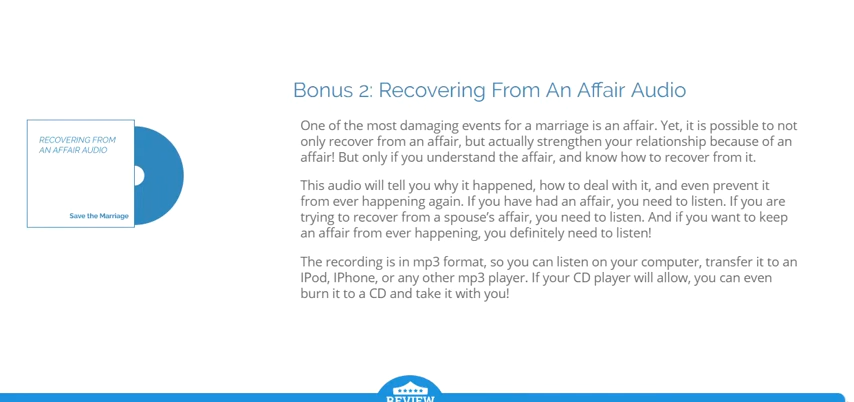 Bonus 2: Recovering From An Affair Audio
RECOVERING FROM
AN AFFAIR AUDIO
Save the Marriage
One of the most damaging events for a marriage is an affair. Yet, it is possible to not
only recover from an affair, but actually strengthen your relationship because of an
affair! But only if you understand the affair, and know how to recover from it.
This audio will tell you why it happened, how to deal with it, and even prevent it
from ever happening again. If you have had an affair, you need to listen. If you are
trying to recover from a spouse's affair, you need to listen. And if you want to keep
an affair from ever happening, you definitely need to listen!
The recording is in mp3 format, so you can listen on your computer, transfer it to an
IPod, IPhone, or any other mp3 player. If your CD player will allow, you can even
burn it to a CD and take it with you!
REVIEW